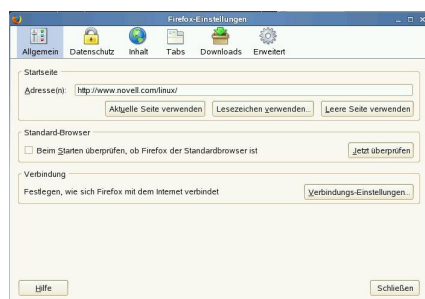 Firefox-Einstellungen
Allgemein Datenschutz Inhalt Tabs Downloads Erweitert
Startseite
Adresse(n): http://www.novell.com/linux/
Aktuelle Seite verwenden Lesezeichen verwenden... Leere Seite verwenden
Standard-Browser
Beim Starten überprüfen, ob Firefox der Standardbrowser ist Jetzt überprüfen
Verbindung
Festlegen, wie sich Firefox mit dem Internet verbindet Verbindungs-Einstellungen...
Hilfe Schließen